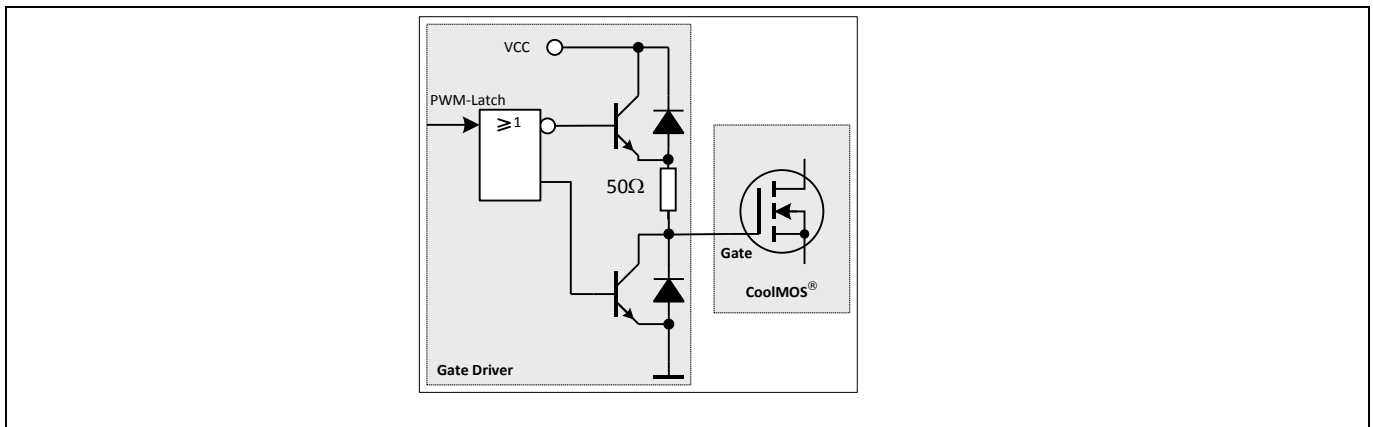 VCC
PWM-Latch
≥1
50Ω
Gate
CoolMOS®
Gate Driver